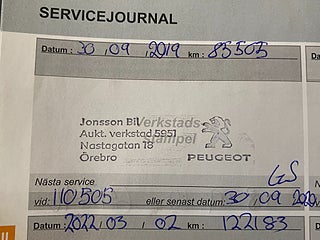 SERVICEJOURNAL
Datum: 30 , 09 , 2019 km: 85505
Verkstads
stämpel
Jonsson Bil
Aukt. verkstad 5951
Nastagatan 18
Örebro
PEUGEOT
GS
Nästa service
vid: 110505 eller senast datum: 30 , 09 2020
Datum: 2022, 03 , 02 km: 122183